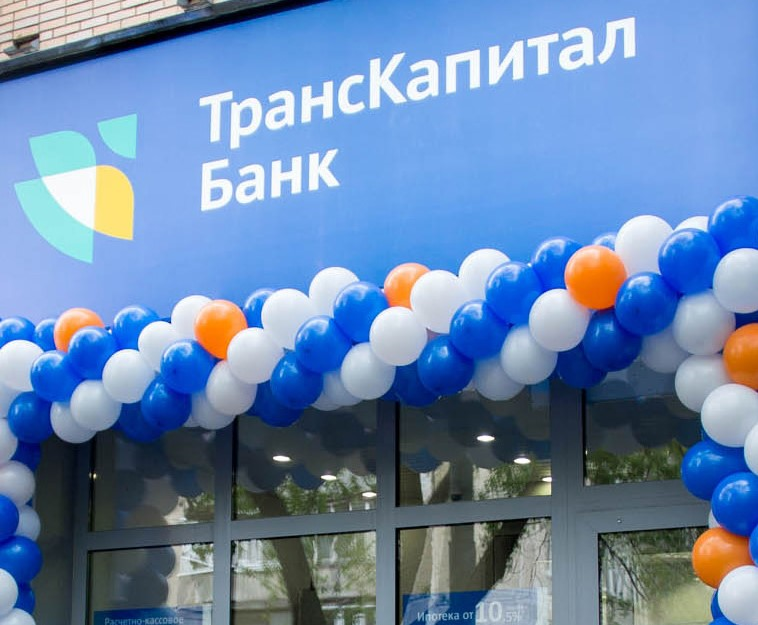 ТрансКапитал
Банк
Расчетно-кассовое
Ипотека от 10,5%